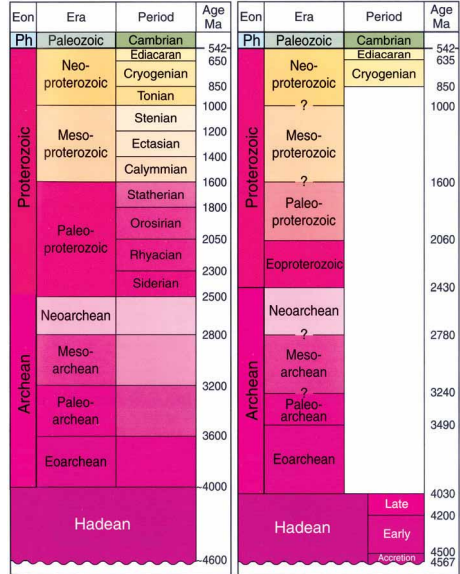 Eon Era Period Age Ma
Ph Paleozoic Cambrian
542
Proterozoic
Neo-
proterozoic
Ediacaran
650
Cryogenian
850
Tonian
1000
Meso-
proterozoic
Stenian
1200
Ectasian
1400
Calymmian
1600
Paleo-
proterozoic
Statherian
1800
Orosirian
2050
Rhyacian
2300
Siderian
2500
Archean
Neoarchean
2800
Meso-
archean
3200
Paleo-
archean
3600
Eoarchean
4000
Hadean
4600
Eon Era Period Age Ma
Ph Paleozoic Cambrian
542
Proterozoic
Neo-
proterozoic
Ediacaran
635
Cryogenian
850
?
1000
Meso-
proterozoic
?
1600
Paleo-
proterozoic
2060
Eoproterozoic
2430
Archean
Neoarchean
?
2780
Meso-
archean
?
3240
Paleo-
archean
3490
Eoarchean
4030
Hadean
Late
4200
Early
4500
Accretion
4567